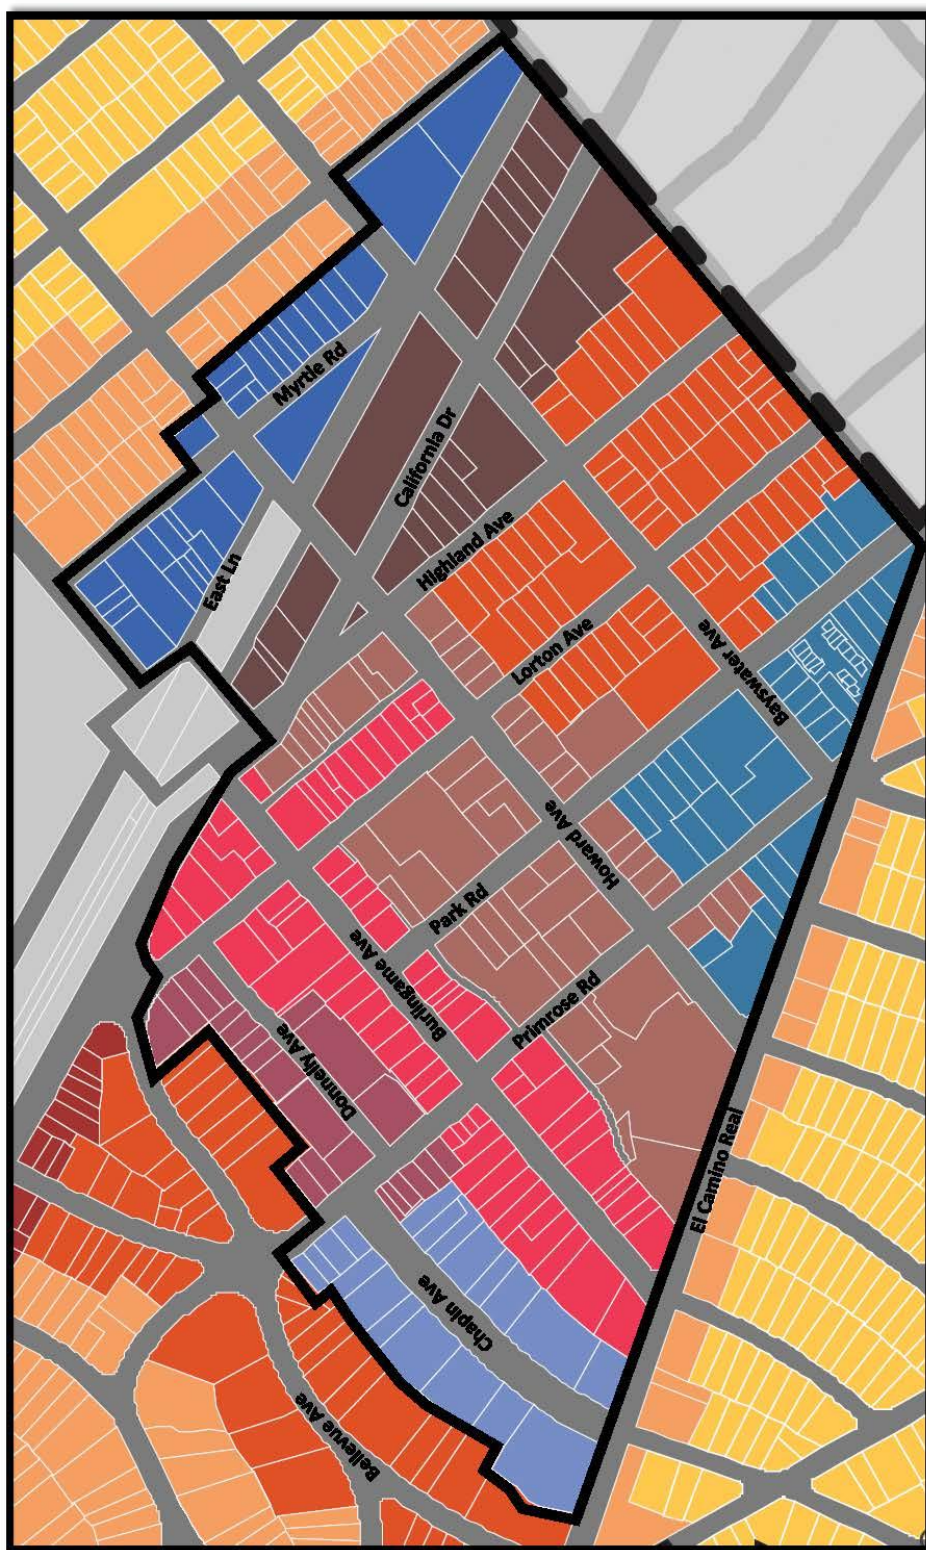 Myrtle Rd
California Dr
East Ln
Highland Ave
Lorton Ave
Bayswater Ave
Howard Ave
Park Rd
Burlingame Ave
Primrose Rd
Donnelly Ave
El Camino Real
Chapin Ave
Bellevue Ave